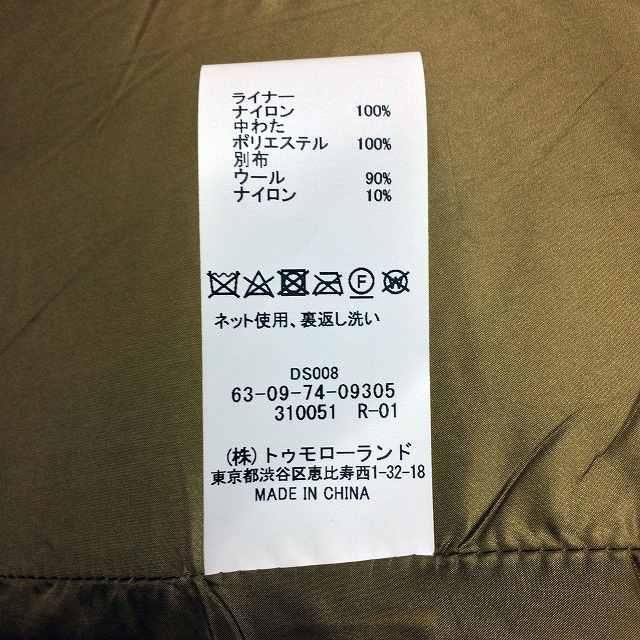 ライナー
ナイロン 100%
中わた
ポリエステル 100%
別布
ウール 90%
ナイロン 10%
F W
ネット使用、裏返し洗い
DS008
63-09-74-09305
310051 R-01
(株)トゥモローランド
東京都渋谷区恵比寿西1-32-18
MADE IN CHINA